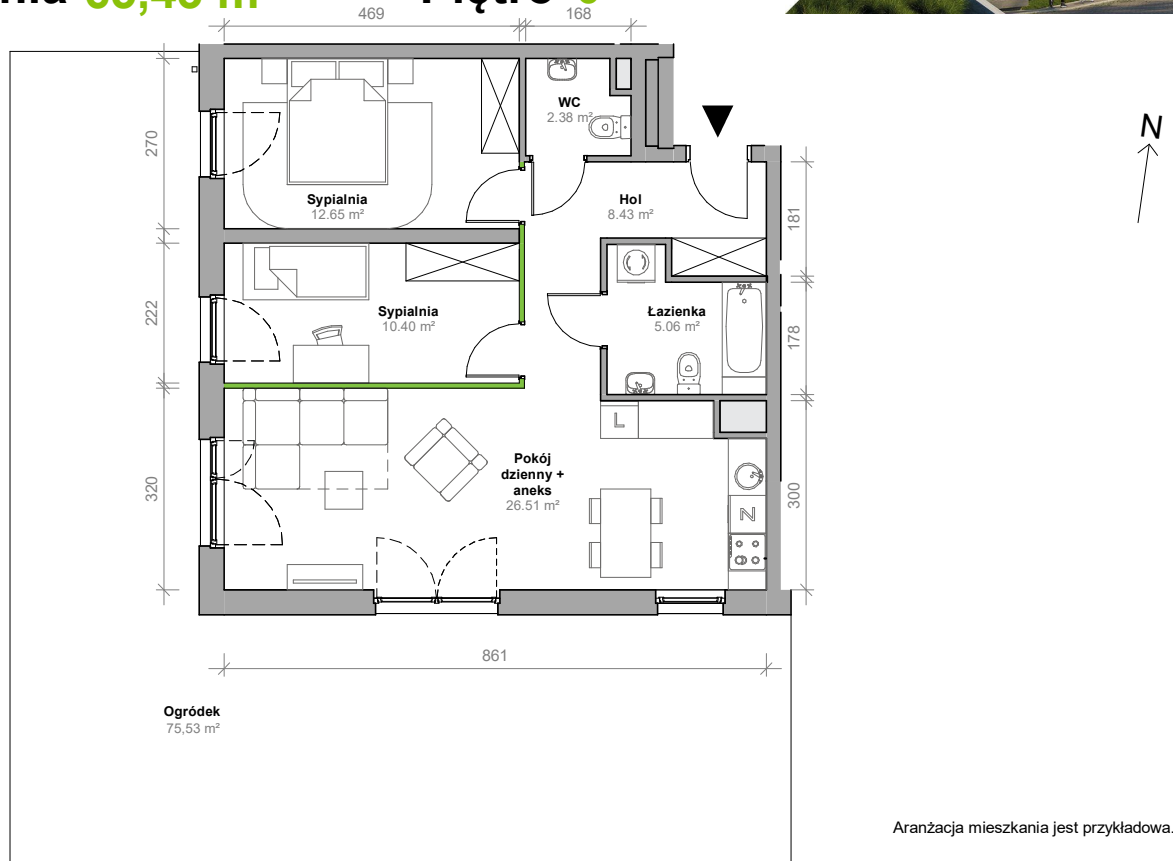 469
168
270
222
320
181
178
300
861
WC
2.38 m²
N
Sypialnia
12.65 m²
Hol
8.43 m²
Sypialnia
10.40 m²
Łazienka
5.06 m²
L
Pokój
dzienny +
aneks
26.51 m²
Z
Ogródek
75,53 m²
Aranżacja mieszkania jest przykładowa.